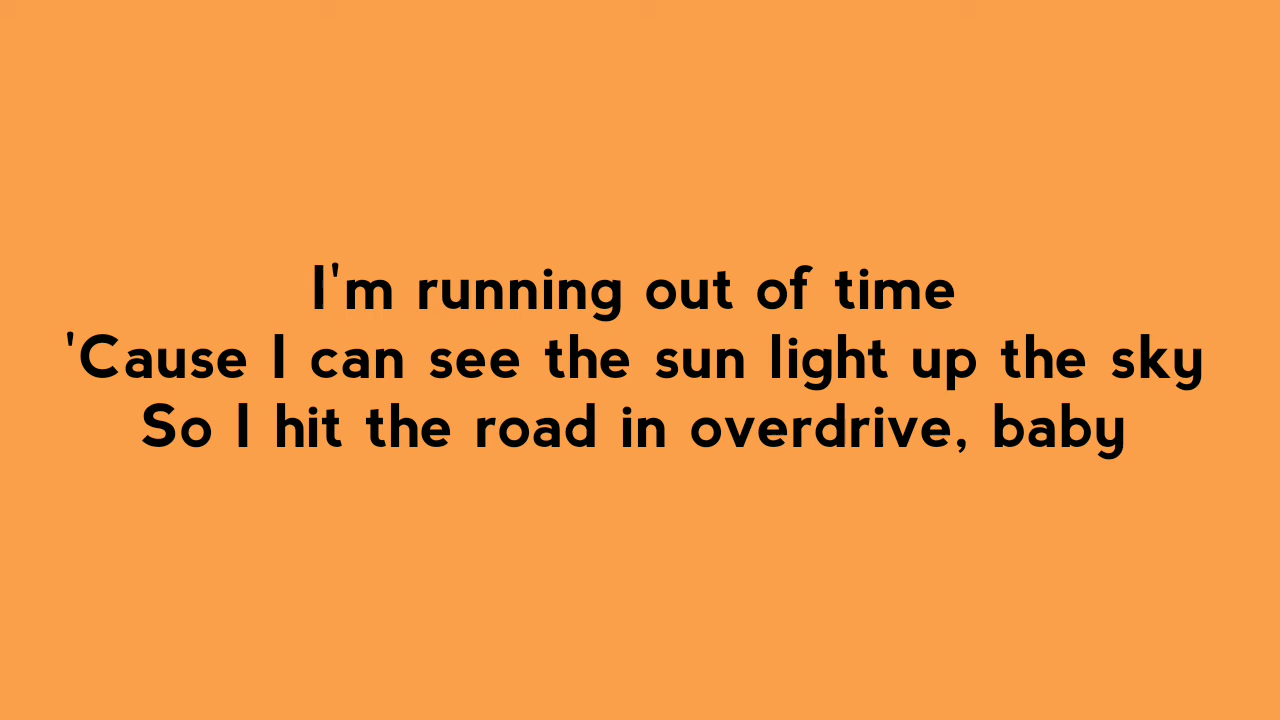 I'm running out of time
'Cause I can see the sun light up the sky
So I hit the road in overdrive, baby